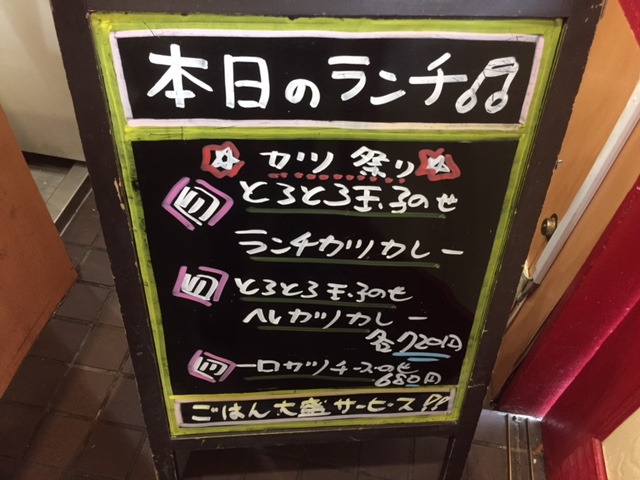 本日のランチ♫
☆カツ祭り☆
とろとろ玉子のせ
ランチカツカレー
とろとろ玉子のせ
ヘレカツカレー
各720円
一口カツチーズのせ
680円
ごはん大盛サービス!!